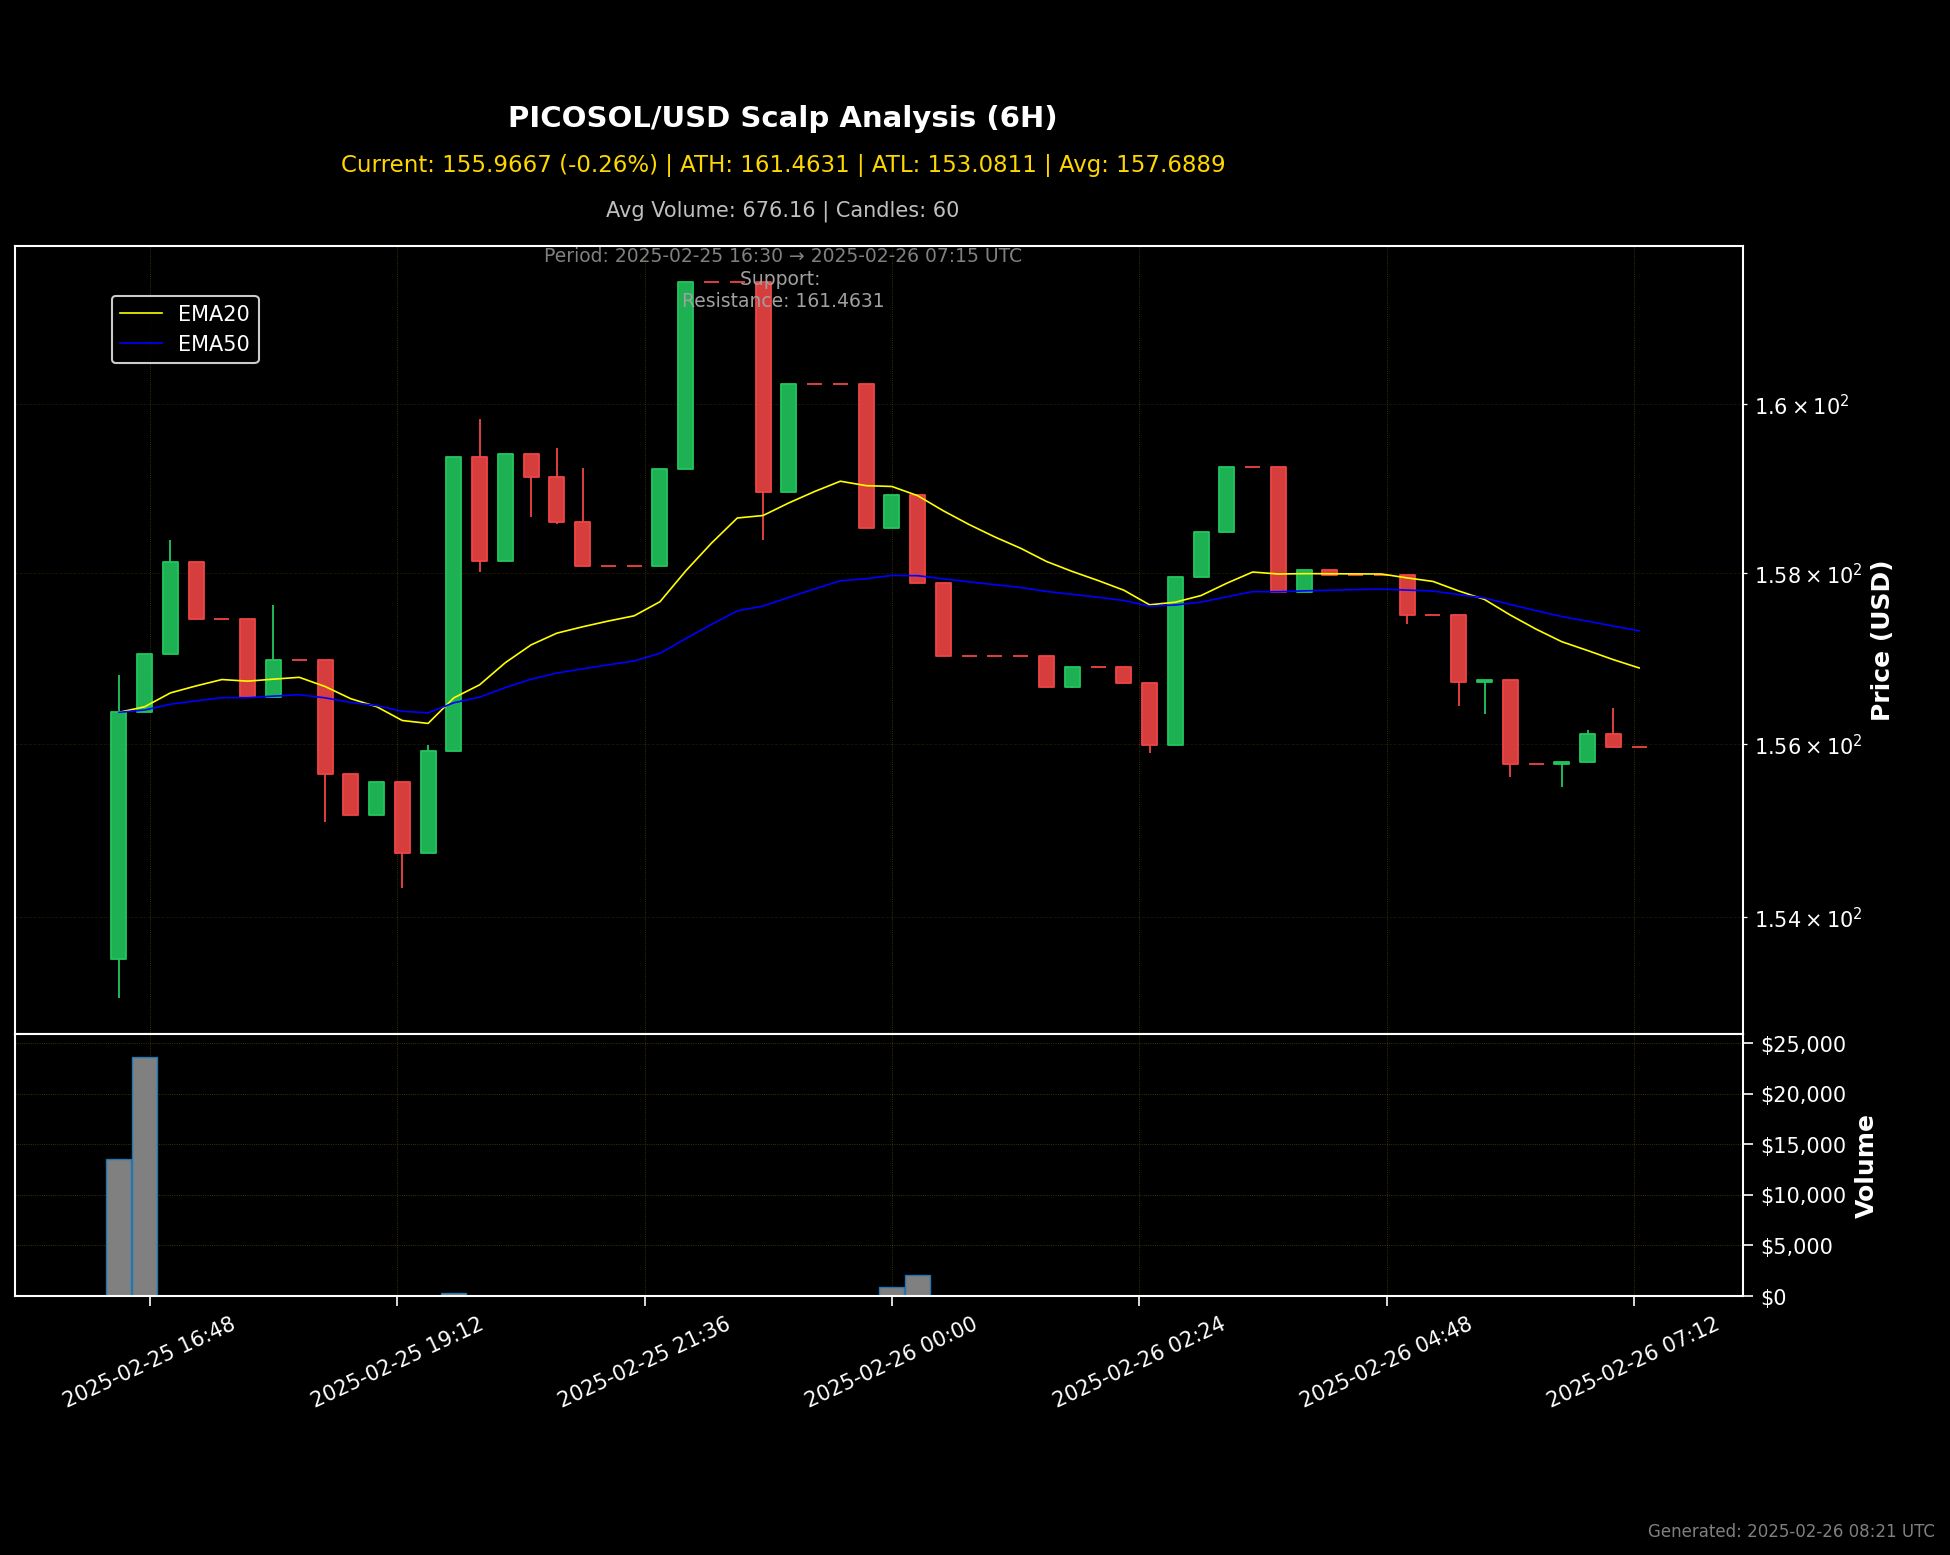 PICOSOL/USD Scalp Analysis (6H)
Current: 155.9667 (-0.26%) | ATH: 161.4631 | ATL: 153.0811 | Avg: 157.6889
Avg Volume: 676.16 | Candles: 60
Period: 2025-02-25 16:30 → 2025-02-26 07:15 UTC
Support:
Resistance: 161.4631
EMA20
EMA50
1.6 × 10²
1.58 × 10²
1.56 × 10²
1.54 × 10²
Price (USD)
$25,000
$20,000
$15,000
$10,000
$5,000
$0
Volume
2025-02-25 16:48
2025-02-25 19:12
2025-02-25 21:36
2025-02-26 00:00
2025-02-26 02:24
2025-02-26 04:48
2025-02-26 07:12
Generated: 2025-02-26 08:21 UTC